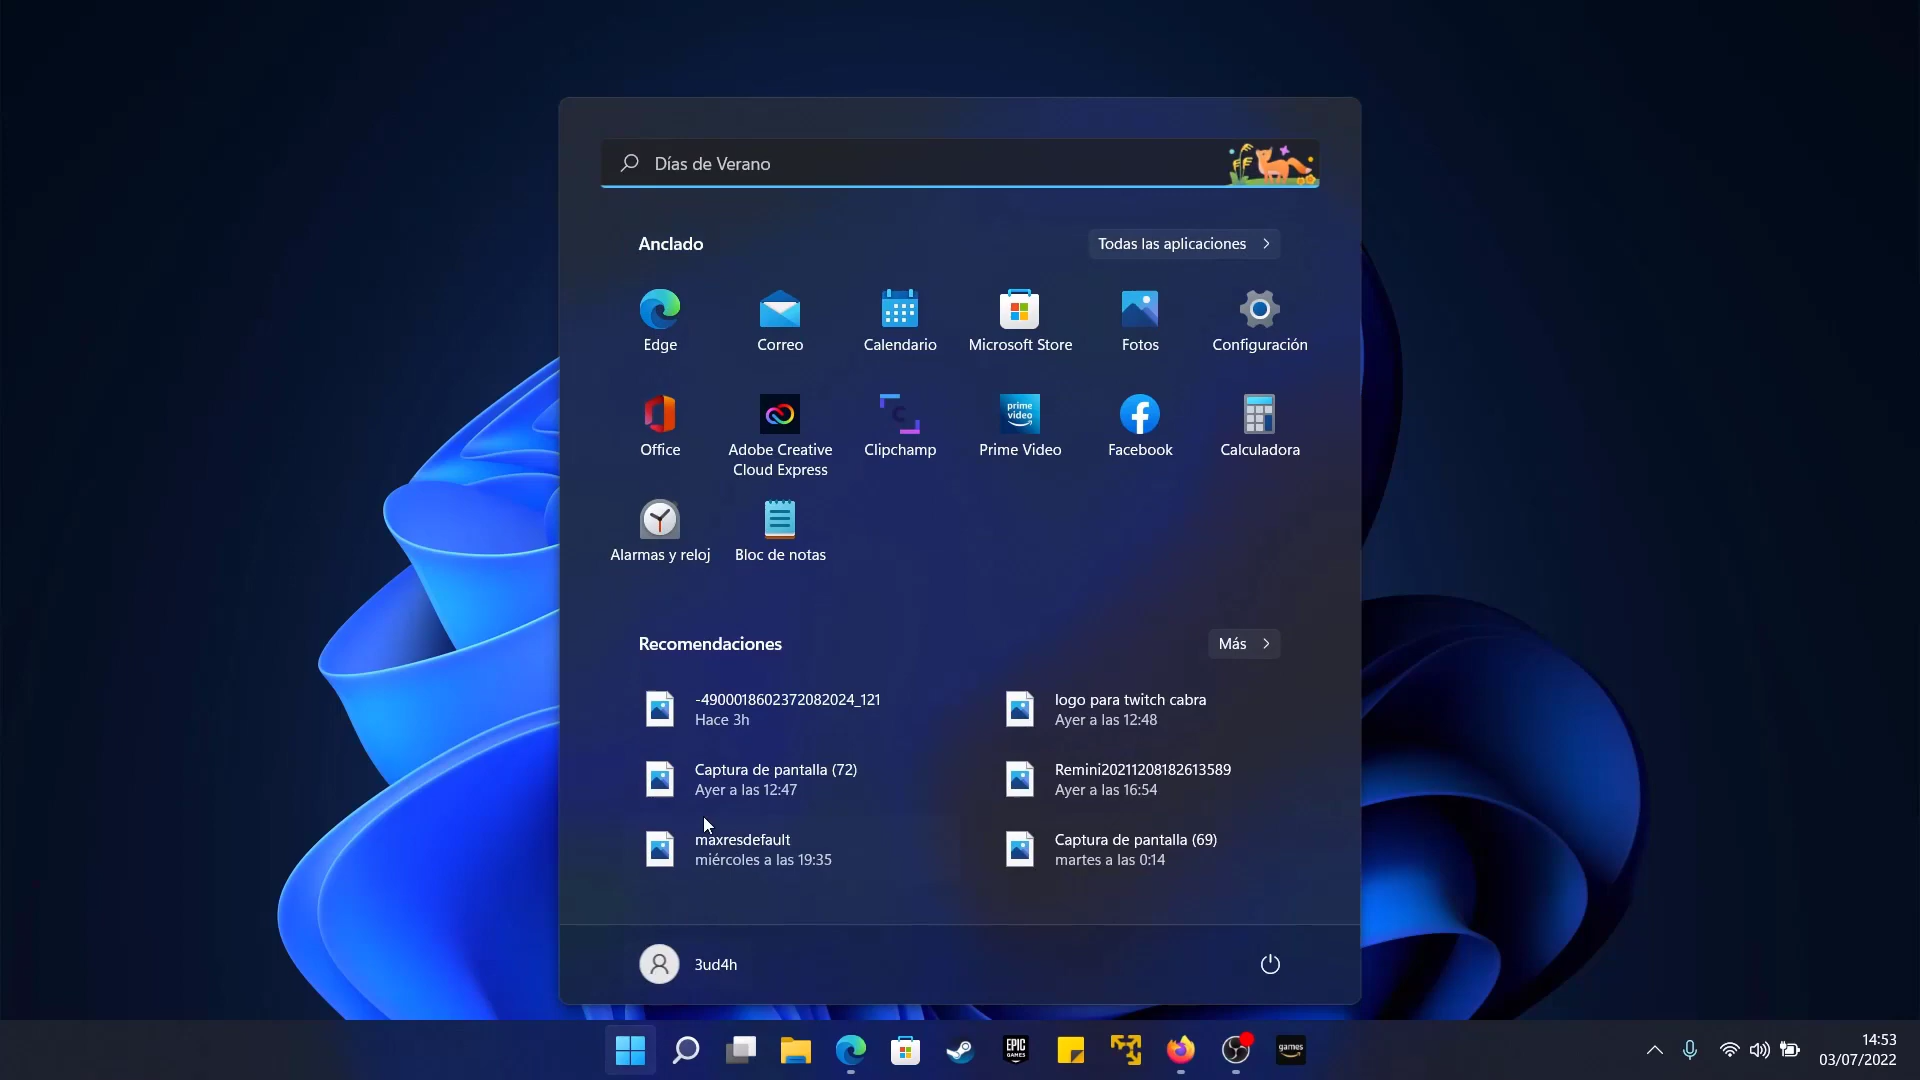 Días de Verano
Anclado
Todas las aplicaciones
Edge
Correo
Calendario
Microsoft Store
Fotos
Configuración
prime
video
Office
Adobe Creative
Cloud Express
Clipchamp
Prime Video
Facebook
Calculadora
Alarmas y reloj
Bloc de notas
Recomendaciones
Más
-4900018602372082024_121
Hace 3h
logo para twitch cabra
Ayer a las 12:48
Captura de pantalla (72)
Ayer a las 12:47
Remini20211208182613589
Ayer a las 16:54
maxresdefault
miércoles a las 19:35
Captura de pantalla (69)
martes a las 0:14
3ud4h
EPIC
GAMES
games
14:53
03/07/2022